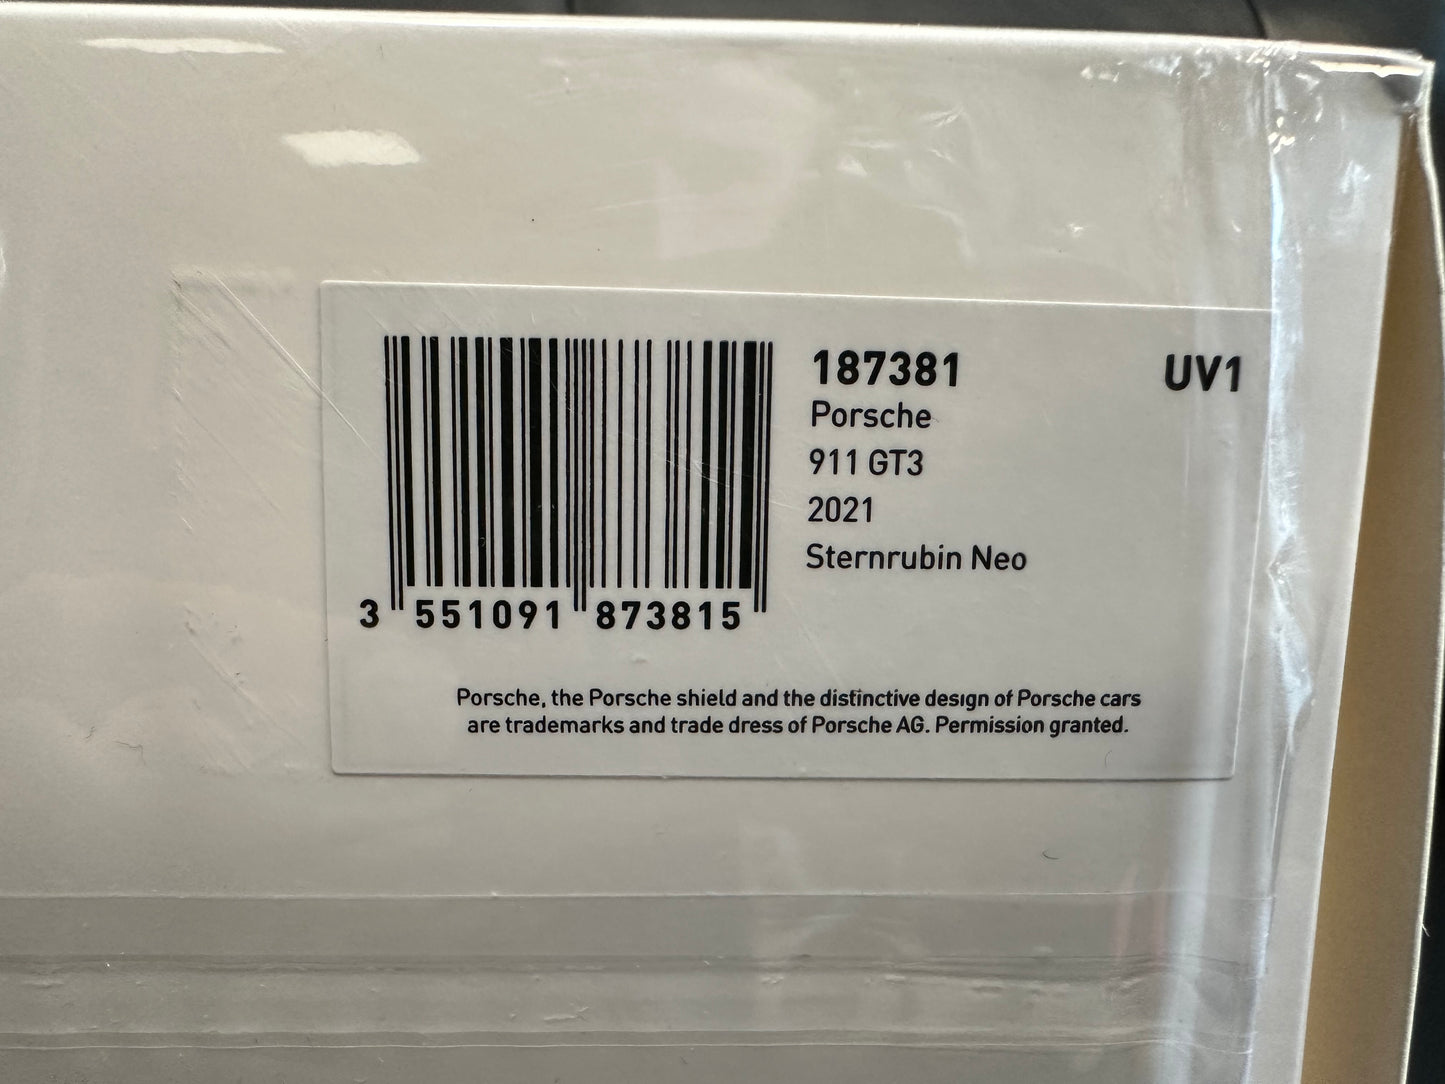 187381 UV1
Porsche
911 GT3
2021
Sternrubin Neo
3 551091 873815
Porsche, the Porsche shield and the distinctive design of Porsche cars
are trademarks and trade dress of Porsche AG. Permission granted.